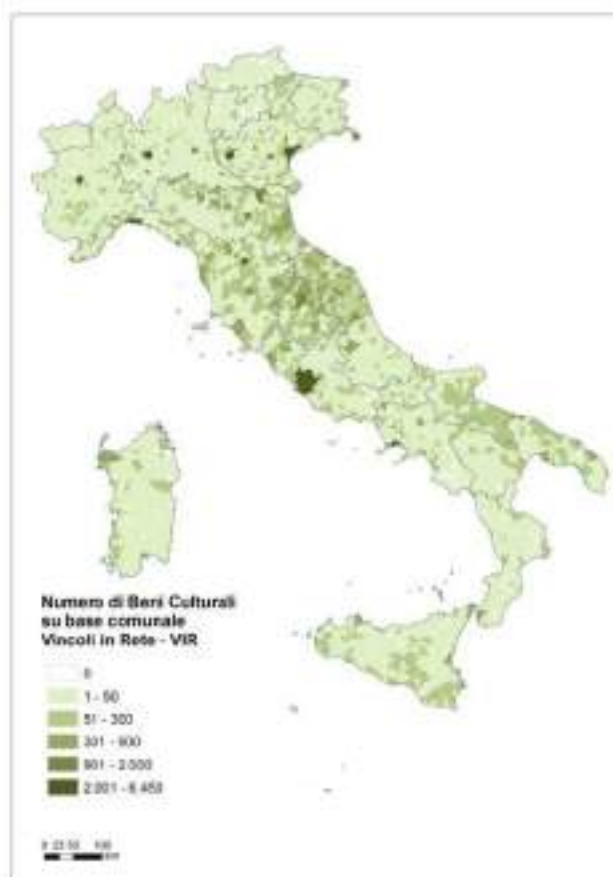 Numero di Beni Culturali
su base comunale
Vincoli in Rete - VIR
0
1 - 50
51 - 300
301 - 900
901 - 2.000
2.001 - 6.450